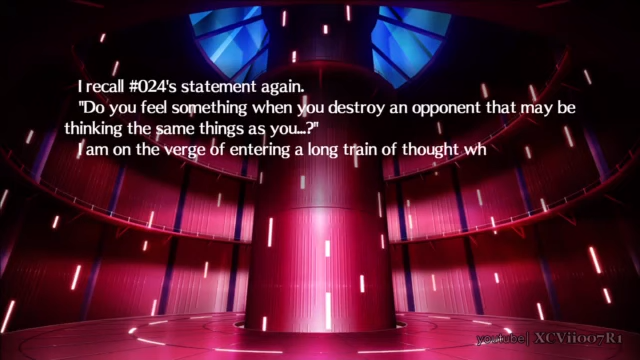 I recall #024's statement again.
"Do you feel something when you destroy an opponent that may be
thinking the same things as you...?"
I am on the verge of entering a long train of thought wh
youtube| XCVii007R1